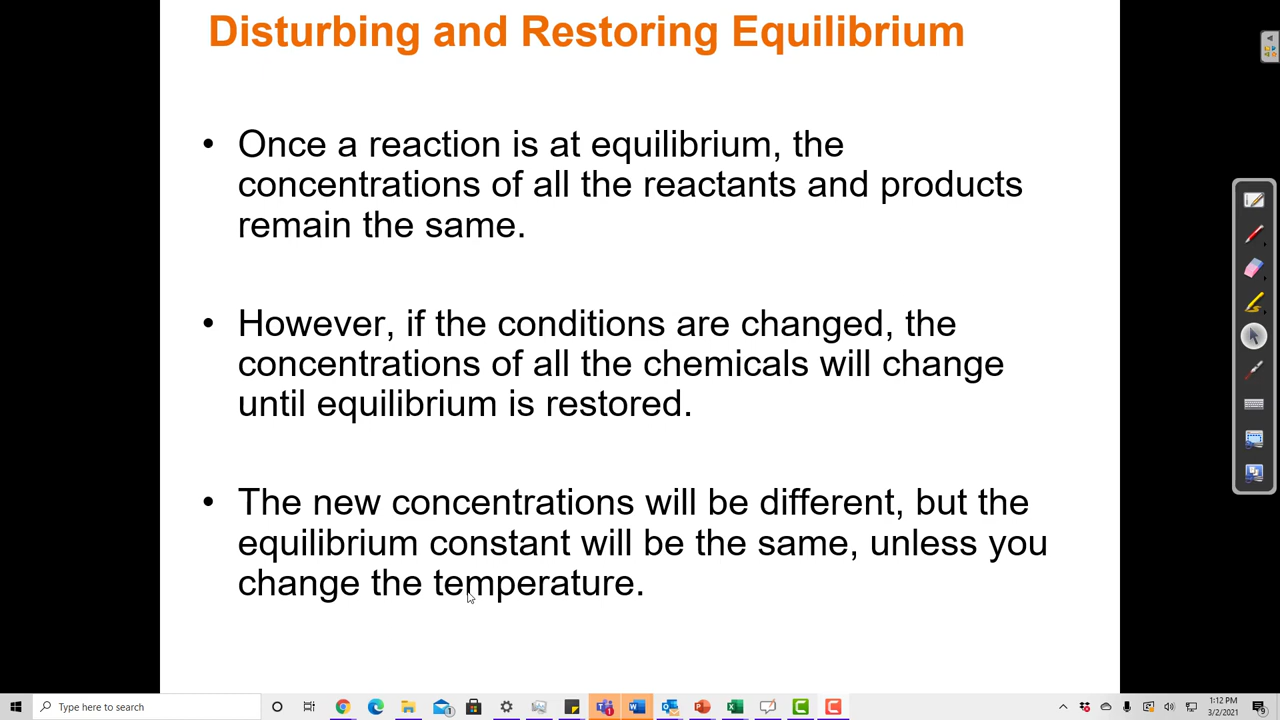 Disturbing and Restoring Equilibrium
• Once a reaction is at equilibrium, the
concentrations of all the reactants and products
remain the same.
• However, if the conditions are changed, the
concentrations of all the chemicals will change
until equilibrium is restored.
• The new concentrations will be different, but the
equilibrium constant will be the same, unless you
change the temperature.
Type here to search
1:12 PM
3/2/2021